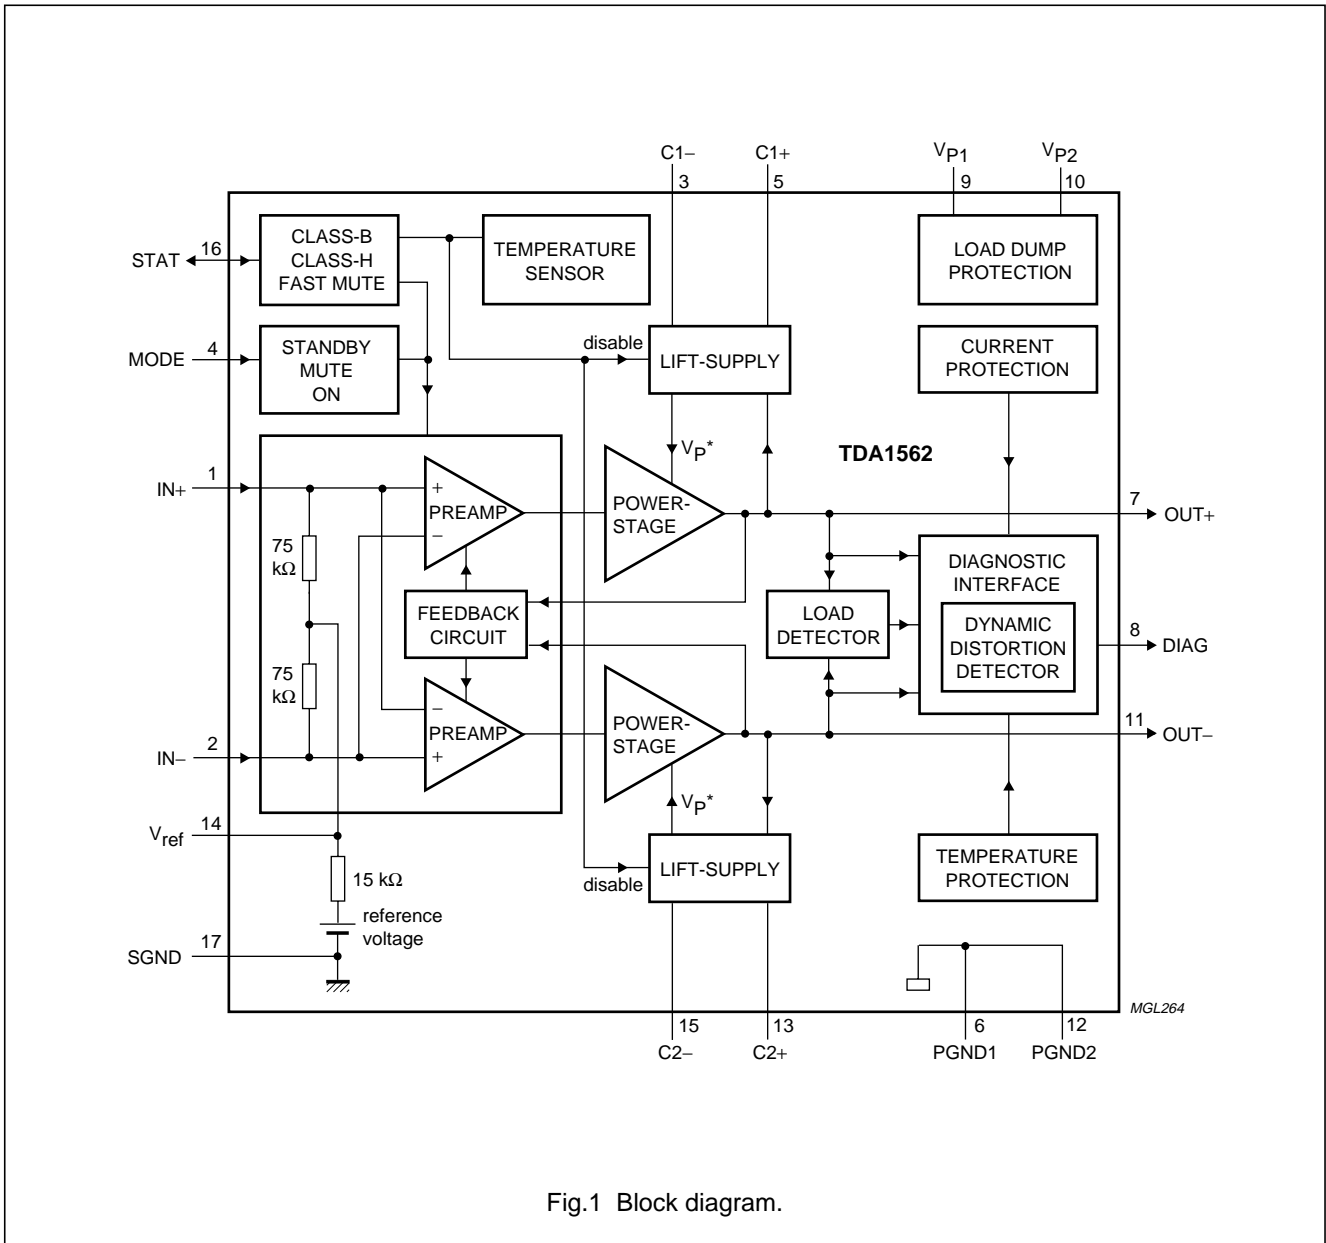 C1−
3
C1+
5
VP1
9
VP2
10
STAT
16
CLASS-B
CLASS-H
FAST MUTE
TEMPERATURE
SENSOR
LOAD DUMP
PROTECTION
MODE
4
STANDBY
MUTE
ON
disable
LIFT-SUPPLY
CURRENT
PROTECTION
VP*
TDA1562
IN+
1
+
PREAMP
−
POWER-
STAGE
7
OUT+
75
kΩ
FEEDBACK
CIRCUIT
LOAD
DETECTOR
DIAGNOSTIC
INTERFACE
DYNAMIC
DISTORTION
DETECTOR
8
DIAG
75
kΩ
−
PREAMP
+
POWER-
STAGE
11
OUT−
IN−
2
VP*
Vref
14
15 kΩ
disable
LIFT-SUPPLY
TEMPERATURE
PROTECTION
reference
voltage
SGND
17
15
C2−
13
C2+
6
PGND1
12
PGND2
MGL264
Fig.1 Block diagram.